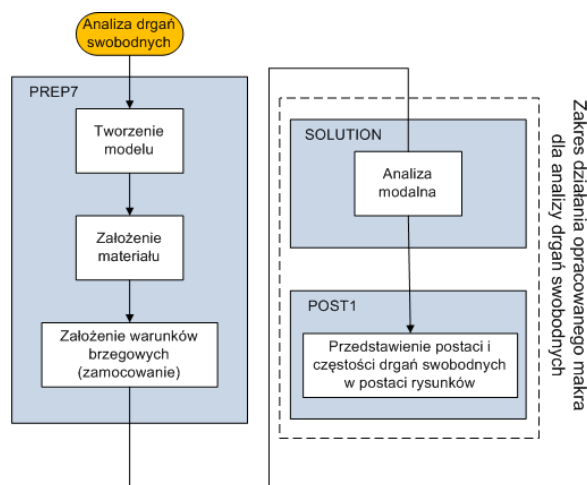 Analiza drgań
swobodnych
PREP7
Tworzenie
modelu
Założenie
materiału
Założenie warunków
brzegowych
(zamocowanie)
SOLUTION
Analiza
modalna
POST1
Przedstawienie postaci i
częstości drgań swobodnych
w postaci rysunków
Zakres działania opracowanego makra
dla analizy drgań swobodnych